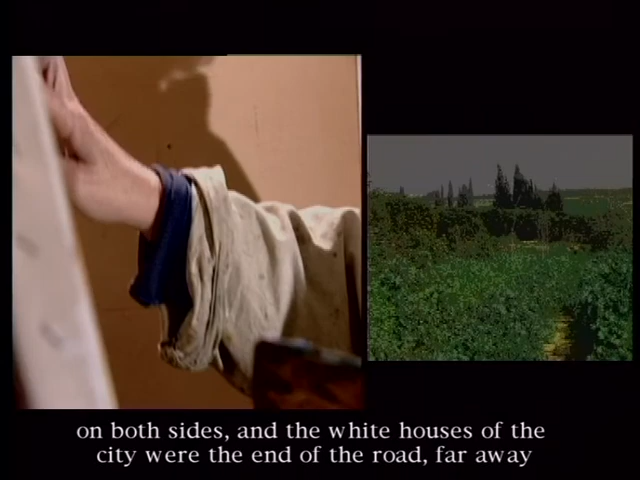 on both sides, and the white houses of the
city were the end of the road, far away